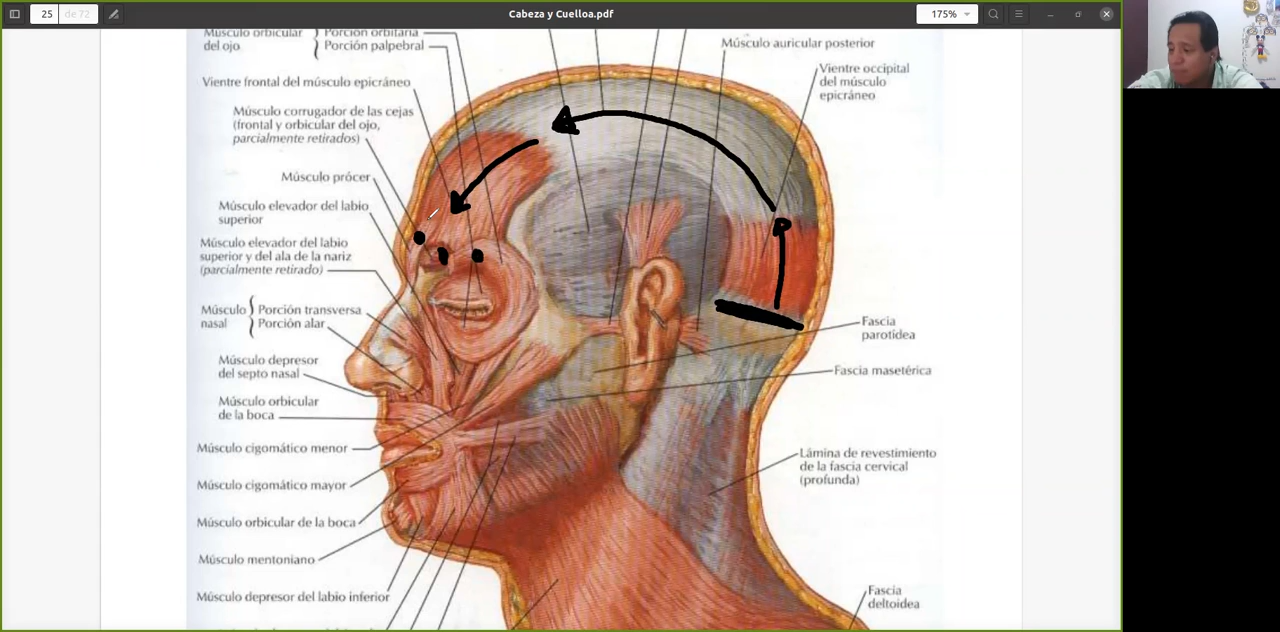 25
de 72
Cabeza y Cuelloa.pdf
175%
Músculo orbicular
del ojo
Porción orbitaria
Porción palpebral
Vientre frontal del músculo epicráneo
Músculo corrugador de las cejas
(frontal y orbicular del ojo,
parcialmente retirados)
Músculo prócer
Músculo elevador del labio
superior
Músculo elevador del labio
superior y del ala de la nariz
(parcialmente retirado)
Músculo
nasal
Porción transversa
Porción alar
Músculo depresor
del septo nasal
Músculo orbicular
de la boca
Músculo cigomático menor
Músculo cigomático mayor
Músculo orbicular de la boca
Músculo mentoniano
Músculo depresor del labio inferior
Músculo auricular posterior
Vientre occipital
del músculo
epicráneo
Fascia
parotídea
Fascia masetérica
Lámina de revestimiento
de la fascia cervical
(profunda)
Fascia
deltoidea